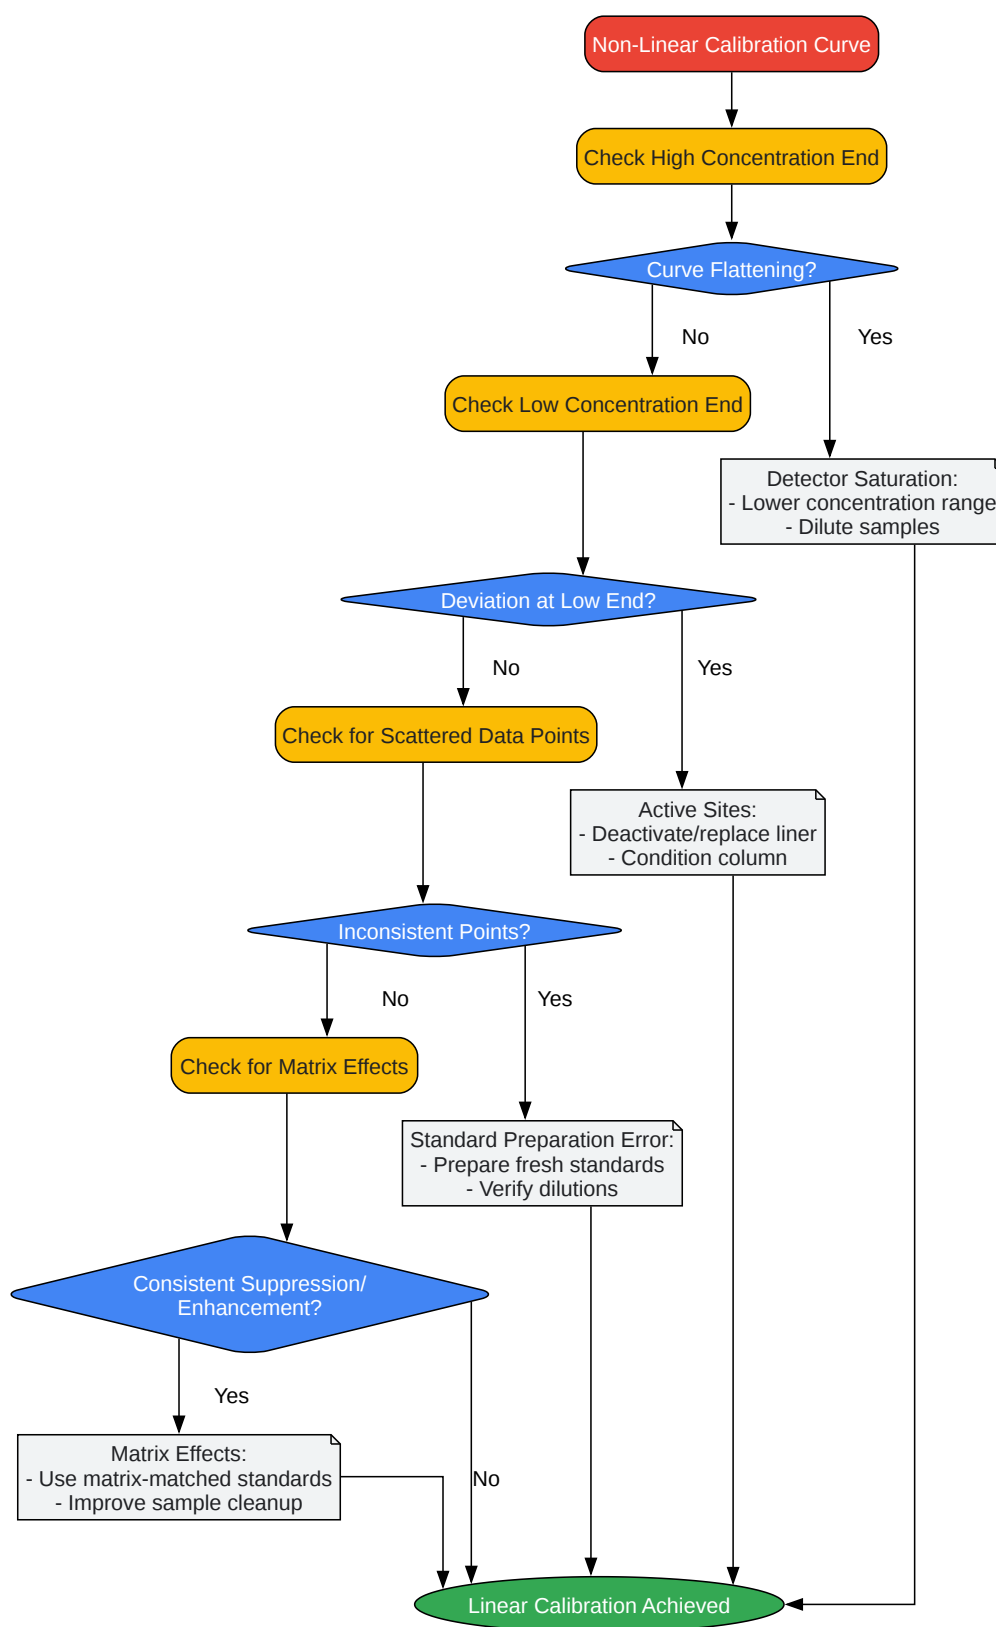 Non-Linear Calibration Curve
Check High Concentration End
Curve Flattening?
No
Yes
Check Low Concentration End
Detector Saturation:
- Lower concentration range
- Dilute samples
Deviation at Low End?
No
Yes
Check for Scattered Data Points
Active Sites:
- Deactivate/replace liner
- Condition column
Inconsistent Points?
No
Yes
Check for Matrix Effects
Standard Preparation Error:
- Prepare fresh standards
- Verify dilutions
Consistent Suppression/
Enhancement?
Yes
Matrix Effects:
- Use matrix-matched standards
- Improve sample cleanup
No
Linear Calibration Achieved